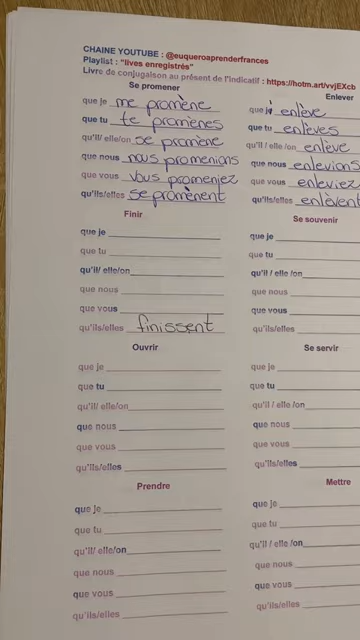 CHAINE YOUTUBE : @euqueroaprenderfrances
Playlist : "lives enregistrés"
Livre de conjugaison au présent de l'indicatif : https://hotm.art/vvjEXcb
Se promener
que je me promène
que tu te promènes
qu'il/ elle/on se promène
que nous nous promenions
que vous vous promeniez
qu'ils/elles se promènent
Enlever
que j' enlève
que tu enlèves
qu'il / elle /on enlève
que nous enlevions
que vous enleviez
qu'ils/elles enlèvent
Finir
que je
que tu
qu'il/ elle/on
que nous
que vous
qu'ils/elles finissent
Se souvenir
que je
que tu
qu'il / elle /on
que nous
que vous
qu'ils/elles
Ouvrir
que je
que tu
qu'il/ elle/on
que nous
que vous
qu'ils/elles
Se servir
que je
que tu
qu'il / elle /on
que nous
que vous
qu'ils/elles
Prendre
que je
que tu
qu'il/ elle/on
que nous
que vous
qu'ils/elles
Mettre
que je
que tu
qu'il / elle /on
que nous
que vous
qu'ils/elles